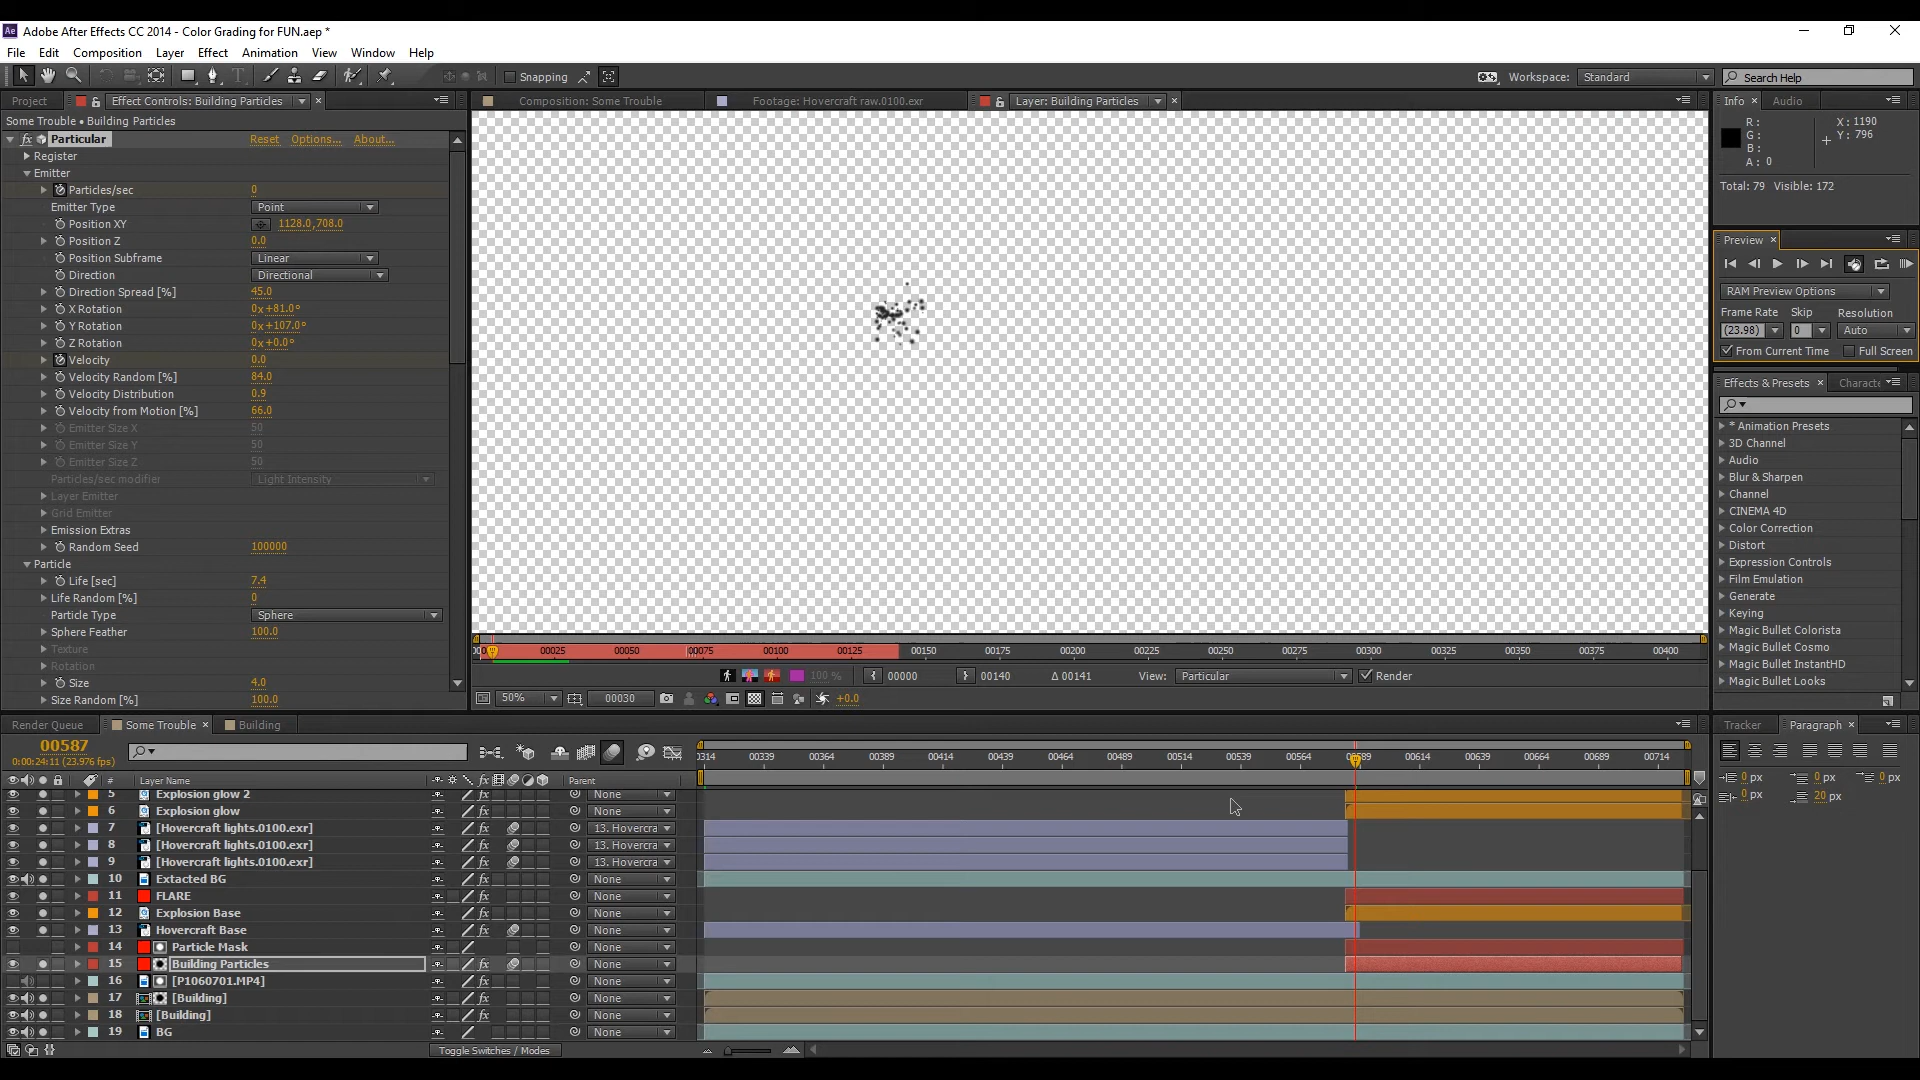 Adobe After Effects CC 2014 - Color Grading for FUN.aep *
File Edit Composition Layer Effect Animation View Window Help
Snapping Workspace: Standard Search Help
Project Effect Controls: Building Particles Composition: Some Trouble Footage: Hovercraft raw.0100.exr Layer: Building Particles Info Audio
Some Trouble • Building Particles
Particular Reset Options... About...
Register
Emitter
Particles/sec 0
Emitter Type Point
Position XY 1128.0,708.0
Position Z 0.0
Position Subframe Linear
Direction Directional
Direction Spread [%] 45.0
X Rotation 0x+81.0°
Y Rotation 0x+107.0°
Z Rotation 0x+0.0°
Velocity 0.0
Velocity Random [%] 84.0
Velocity Distribution 0.9
Velocity from Motion [%] 66.0
Emitter Size X 50
Emitter Size Y 50
Emitter Size Z 50
Particles/sec modifier Light Intensity
Layer Emitter
Grid Emitter
Emission Extras
Random Seed 100000
Particle
Life [sec] 7.4
Life Random [%] 0
Particle Type Sphere
Sphere Feather 100.0
Texture
Rotation
Size 4.0
Size Random [%] 100.0
R : X : 1190
G : Y : 796
B :
A : 0
Total: 79 Visible: 172
Preview
RAM Preview Options
Frame Rate Skip Resolution
(23.98) 0 Auto
From Current Time Full Screen
Effects & Presets Characte
* Animation Presets
3D Channel
Audio
Blur & Sharpen
Channel
CINEMA 4D
Color Correction
Distort
Expression Controls
Film Emulation
Generate
Keying
Magic Bullet Colorista
Magic Bullet Cosmo
Magic Bullet InstantHD
Magic Bullet Looks
00025 00050 00075 00100 00125 00150 00175 00200 00225 00250 00275 00300 00325 00350 00375 00400
100 % 00000 00140 Δ 00141 View: Particular Render
50% 00030 +0.0
Render Queue Some Trouble Building
00587
0:00:24:11 (23.976 fps)
0314 00339 00364 00389 00414 00439 00464 00489 00514 00539 00564 00614 00639 00664 00689 00714
# Layer Name fx Parent
5 Explosion glow 2 fx None
6 Explosion glow fx None
7 [Hovercraft lights.0100.exr] fx 13. Hovercra
8 [Hovercraft lights.0100.exr] fx 13. Hovercra
9 [Hovercraft lights.0100.exr] fx 13. Hovercra
10 Extacted BG fx None
11 FLARE fx None
12 Explosion Base fx None
13 Hovercraft Base fx None
14 Particle Mask None
15 Building Particles fx None
16 [P1060701.MP4] None
17 [Building] fx None
18 [Building] fx None
19 BG None
Toggle Switches / Modes
Tracker Paragraph
0 px 0 px 0 px
0 px 20 px